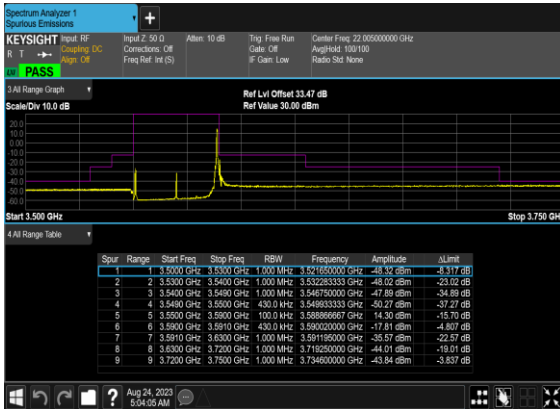 Spectrum Analyzer 1
Spurious Emissions
+
KEYSIGHT Input: RF Input Z: 50 Ω Atten: 10 dB Trig: Free Run Center Freq: 22.005000000 GHz
R T Coupling: DC Corrections: Off Gate: Off Avg|Hold: 100/100
Align: Off Freq Ref: Int (S) IF Gain: Low Radio Std: None
PASS
3 All Range Graph
Ref Lvl Offset 33.47 dB
Scale/Div 10.0 dB Ref Value 30.00 dBm
20.0
10.0
0.00
-10.0
-20.0
-30.0
-40.0
-50.0
-60.0
Start 3.500 GHz Stop 3.750 GH
4 All Range Table
Spur Range Start Freq Stop Freq RBW Frequency Amplitude ΔLimit
1 1 3.5000 GHz 3.5300 GHz 1.000 MHz 3.521650000 GHz -48.32 dBm -8.317 dB
2 2 3.5300 GHz 3.5400 GHz 1.000 MHz 3.532283333 GHz -48.02 dBm -23.02 dB
3 3 3.5400 GHz 3.5490 GHz 1.000 MHz 3.546750000 GHz -47.89 dBm -34.89 dB
4 4 3.5490 GHz 3.5500 GHz 430.0 kHz 3.549933333 GHz -50.27 dBm -37.27 dB
5 5 3.5500 GHz 3.5900 GHz 100.0 kHz 3.588866667 GHz 14.30 dBm -15.70 dB
6 6 3.5900 GHz 3.5910 GHz 430.0 kHz 3.590020000 GHz -17.81 dBm -4.807 dB
7 7 3.5910 GHz 3.6300 GHz 1.000 MHz 3.591195000 GHz -35.57 dBm -22.57 dB
8 8 3.6300 GHz 3.7200 GHz 1.000 MHz 3.719250000 GHz -44.01 dBm -19.01 dB
9 9 3.7200 GHz 3.7500 GHz 1.000 MHz 3.734600000 GHz -43.84 dBm -3.837 dB
? Aug 24, 2023
5:04:05 AM